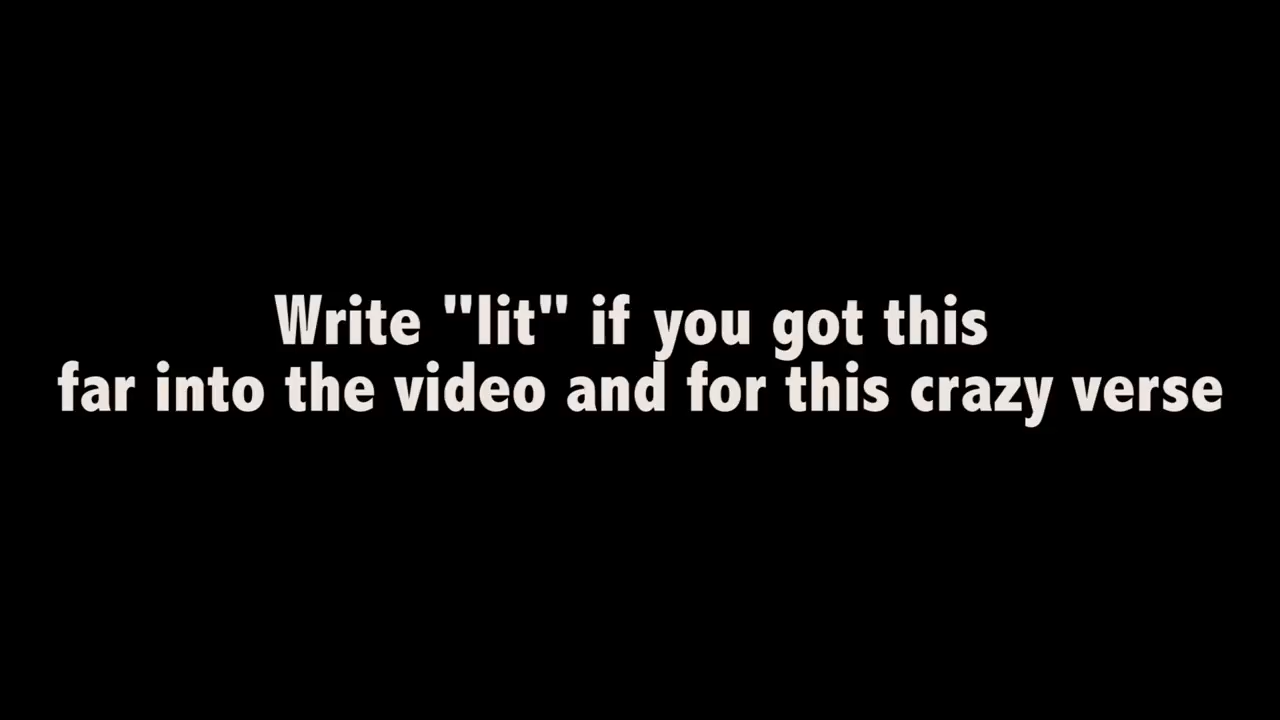 Write "lit" if you got this
far into the video and for this crazy verse